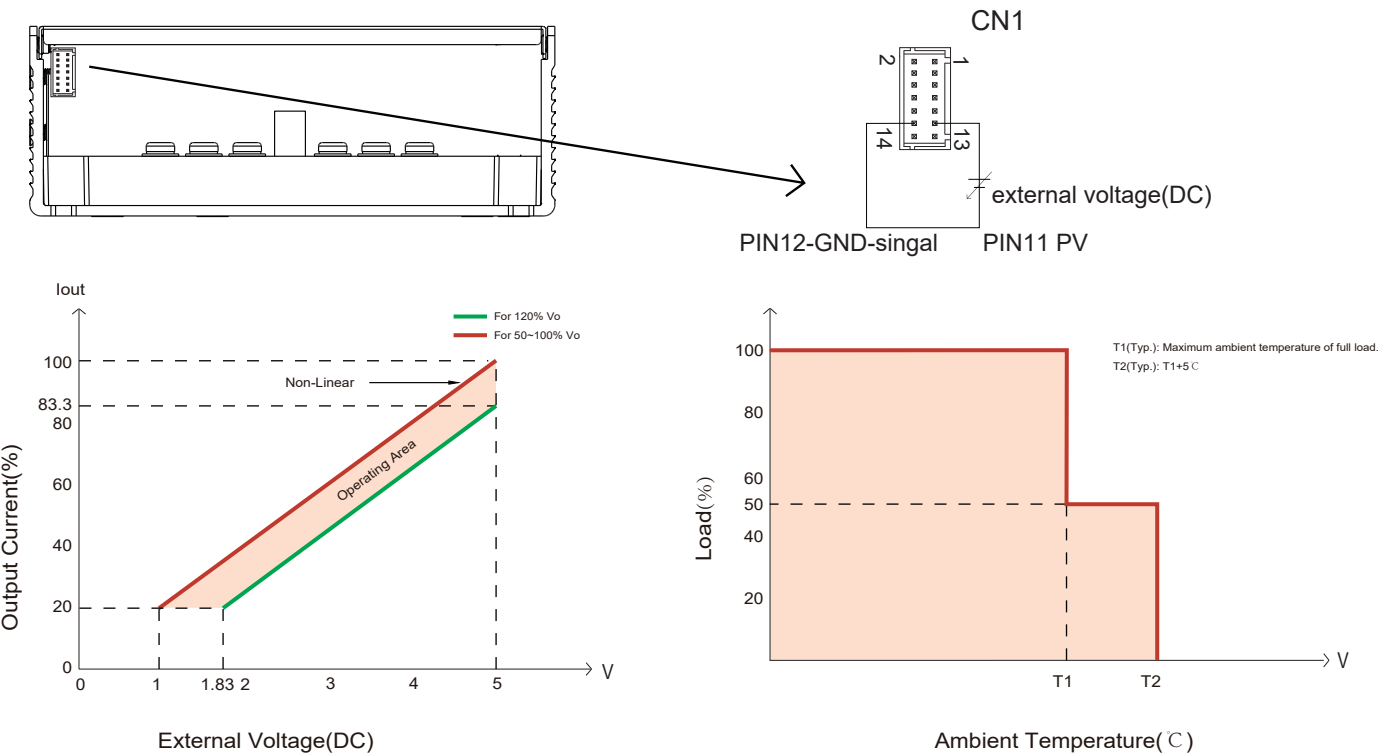 CN1
2
1
14
13
external voltage(DC)
PIN12-GND-singal
PIN11 PV
Iout
For 120% Vo
For 50~100% Vo
100
Non-Linear
83.3
80
Operating Area
60
40
20
0
0
1
1.83
2
3
4
5
V
Output Current(%)
External Voltage(DC)
T1(Typ.): Maximum ambient temperature of full load.
T2(Typ.): T1+5℃
100
80
60
50
40
20
T1
T2
V
Load(%)
Ambient Temperature(℃)